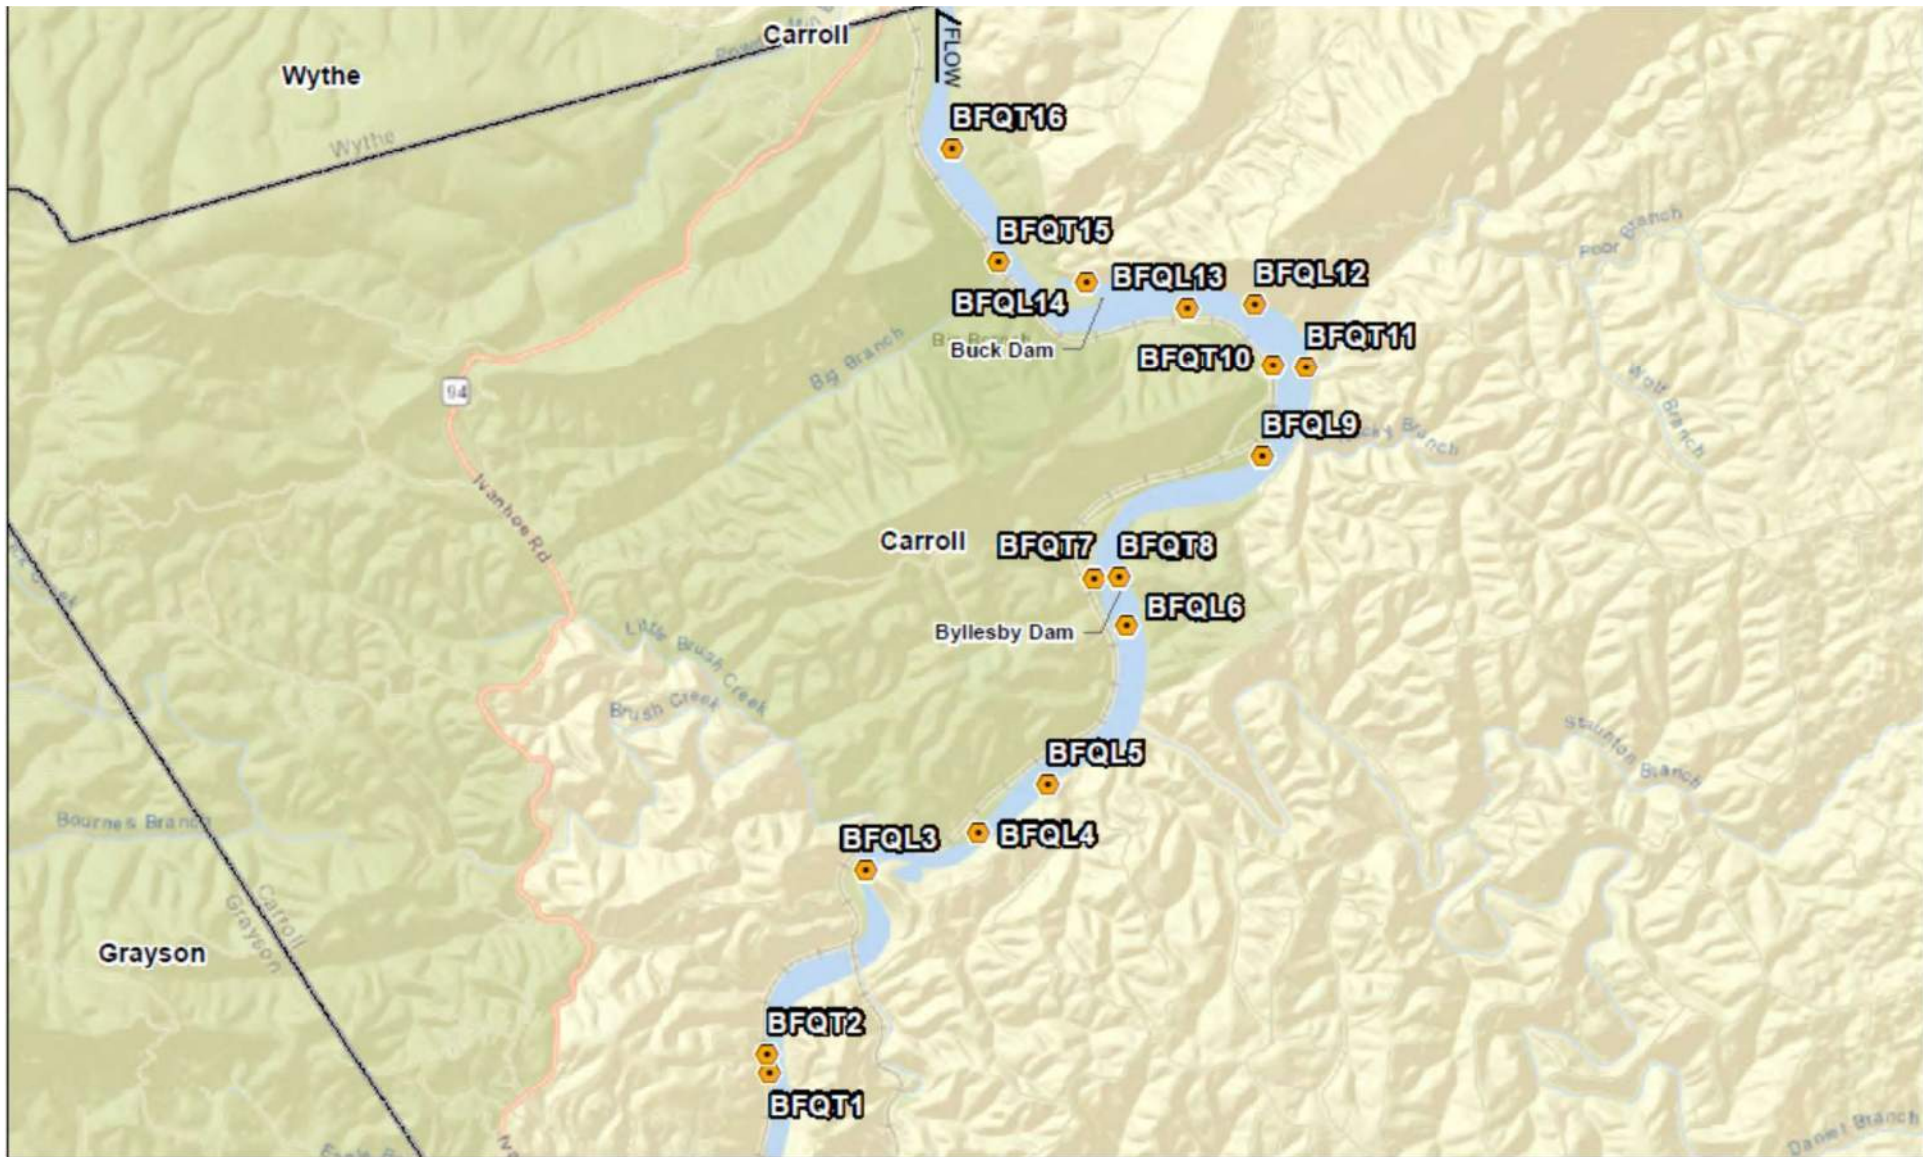 Carroll
Wythe
FLOW
BFQT16
Wythe
BFQT15
BFQL14
BFQL13
BFQL12
Buck Dam
BFQT11
BFQT10
Big Branch
Poor Branch
Wolf Branch
94
BFQL9
Branch
Ivanhoe Rd
Carroll
BFQT7
BFQT8
BFQL6
Byllesby Dam
Little Brush Creek
Brush Creek
Creek
BFQL5
Staunton Branch
Bournes Branch
BFQL3
BFQL4
Carroll
Grayson
Grayson
BFQT2
BFQT1
Daniel Branch